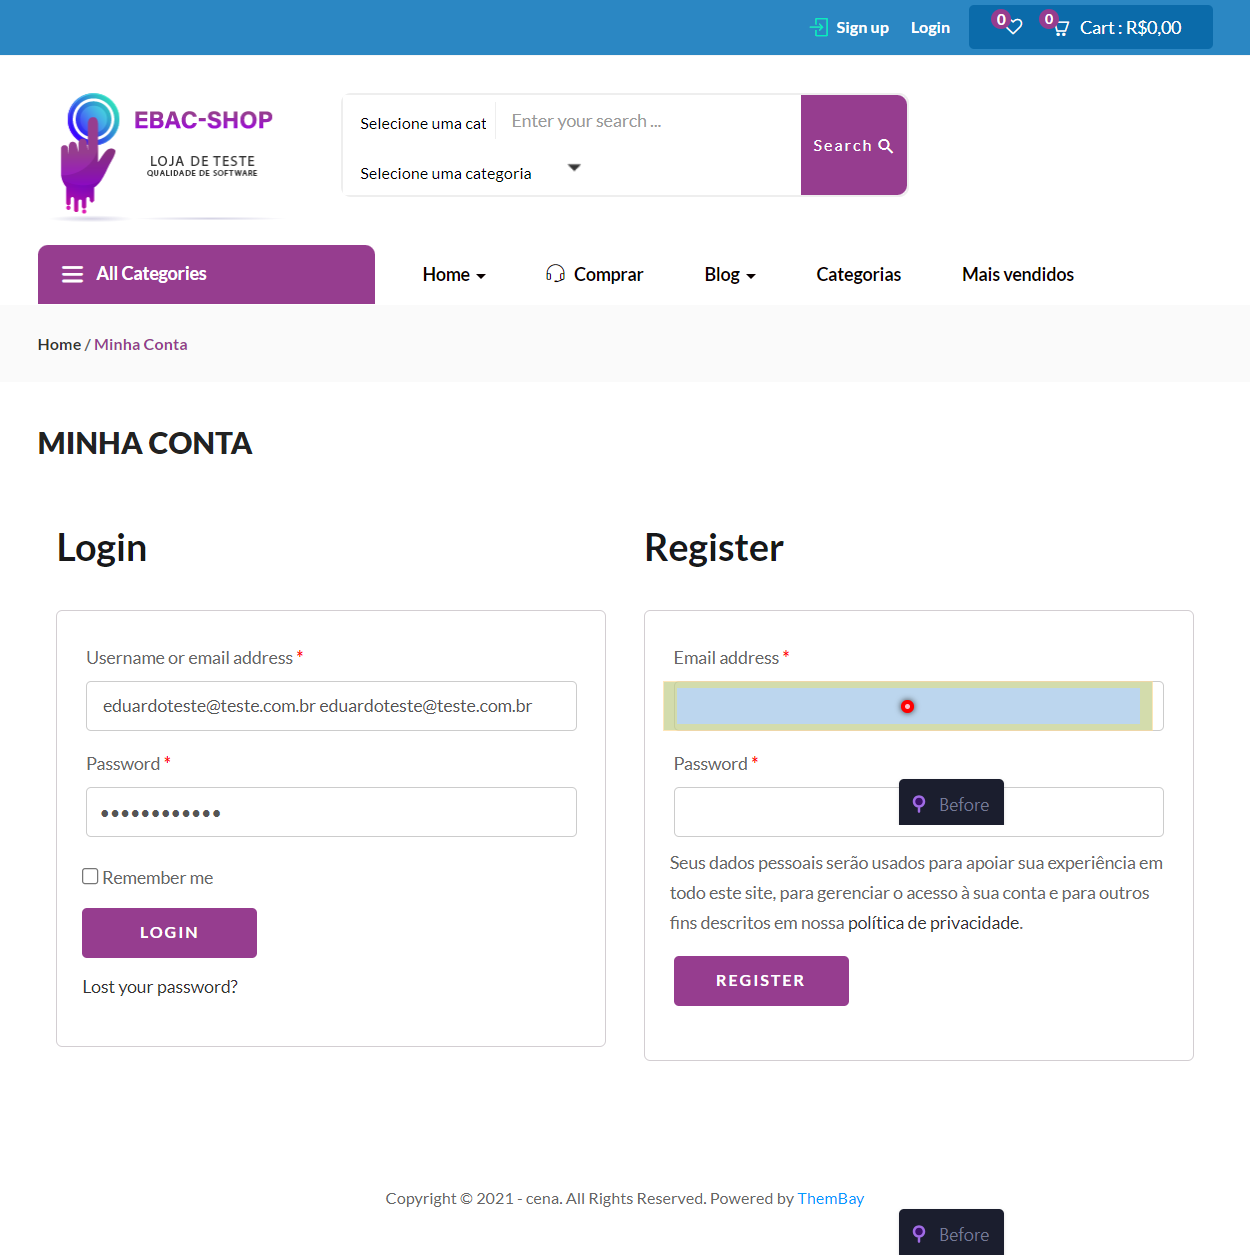 Sign up Login 0 0 Cart : R$0,00
EBAC-SHOP
LOJA DE TESTE
QUALIDADE DE SOFTWARE
Selecione uma cat Enter your search ...
Selecione uma categoria
Search
All Categories Home Comprar Blog Categorias Mais vendidos
Home / Minha Conta
MINHA CONTA
Login
Username or email address *
eduardoteste@teste.com.br eduardoteste@teste.com.br
Password *
Remember me
LOGIN
Lost your password?
Register
Email address *
Password *
Before
Seus dados pessoais serão usados para apoiar sua experiência em
todo este site, para gerenciar o acesso à sua conta e para outros
fins descritos em nossa política de privacidade.
REGISTER
Copyright © 2021 - cena. All Rights Reserved. Powered by ThemBay
Before